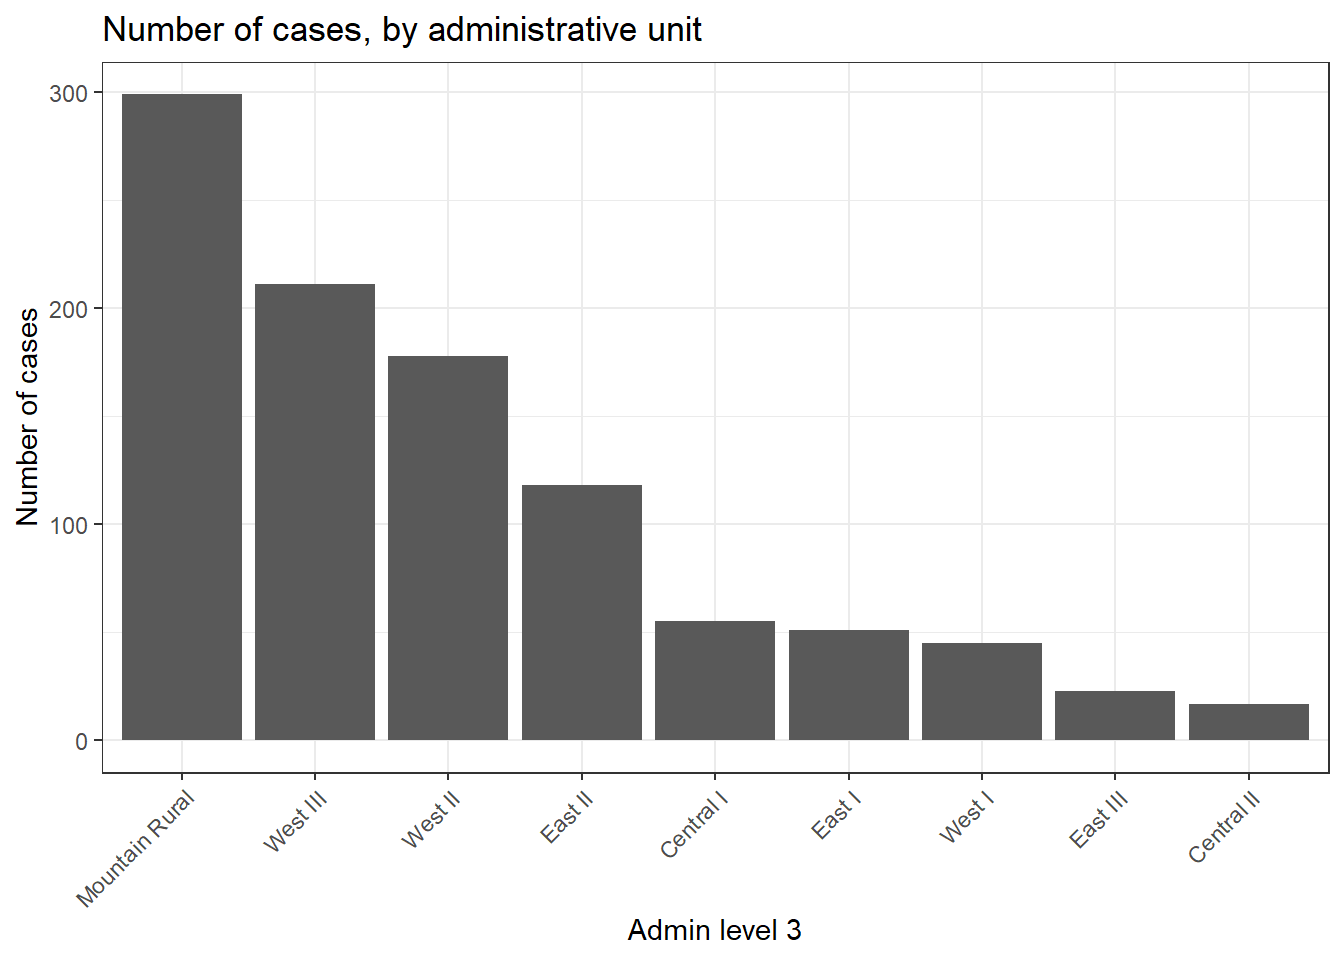 Number of cases, by administrative unit
Number of cases
300
200
100
0
Mountain Rural
West III
West II
East II
Central I
East I
West I
East III
Central II
Admin level 3